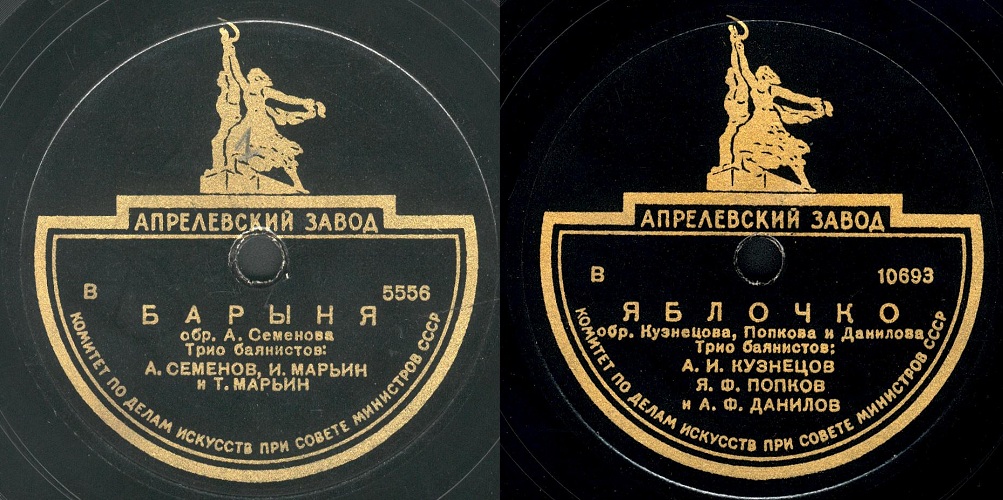 АПРЕЛЕВСКИЙ ЗАВОД
В 5556
БАРЫНЯ
обр. А. Семенова
Трио баянистов:
А. СЕМЕНОВ, И. МАРЬИН
и Т. МАРЬИН
КОМИТЕТ ПО ДЕЛАМ ИСКУССТВ ПРИ СОВЕТЕ МИНИСТРОВ СССР
АПРЕЛЕВСКИЙ ЗАВОД
В 10693
ЯБЛОЧКО
обр. Кузнецова, Попкова и Данилова
Трио баянистов:
А. И. КУЗНЕЦОВ
Я. Ф. ПОПКОВ
и А. Ф. ДАНИЛОВ
КОМИТЕТ ПО ДЕЛАМ ИСКУССТВ ПРИ СОВЕТЕ МИНИСТРОВ СССР